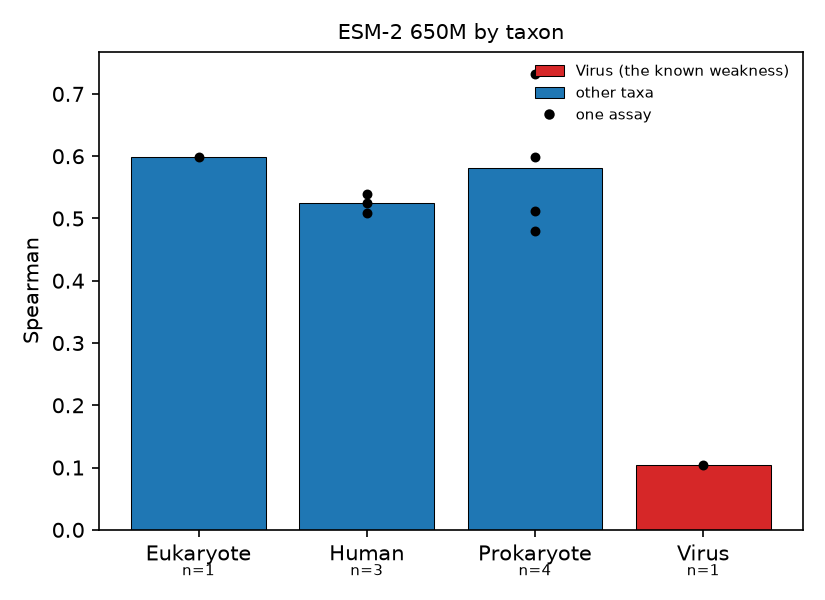 ESM-2 650M by taxon
Virus (the known weakness)
other taxa
one assay
Spearman
0.7
0.6
0.5
0.4
0.3
0.2
0.1
0.0
Eukaryote Human Prokaryote Virus
n=1 n=3 n=4 n=1